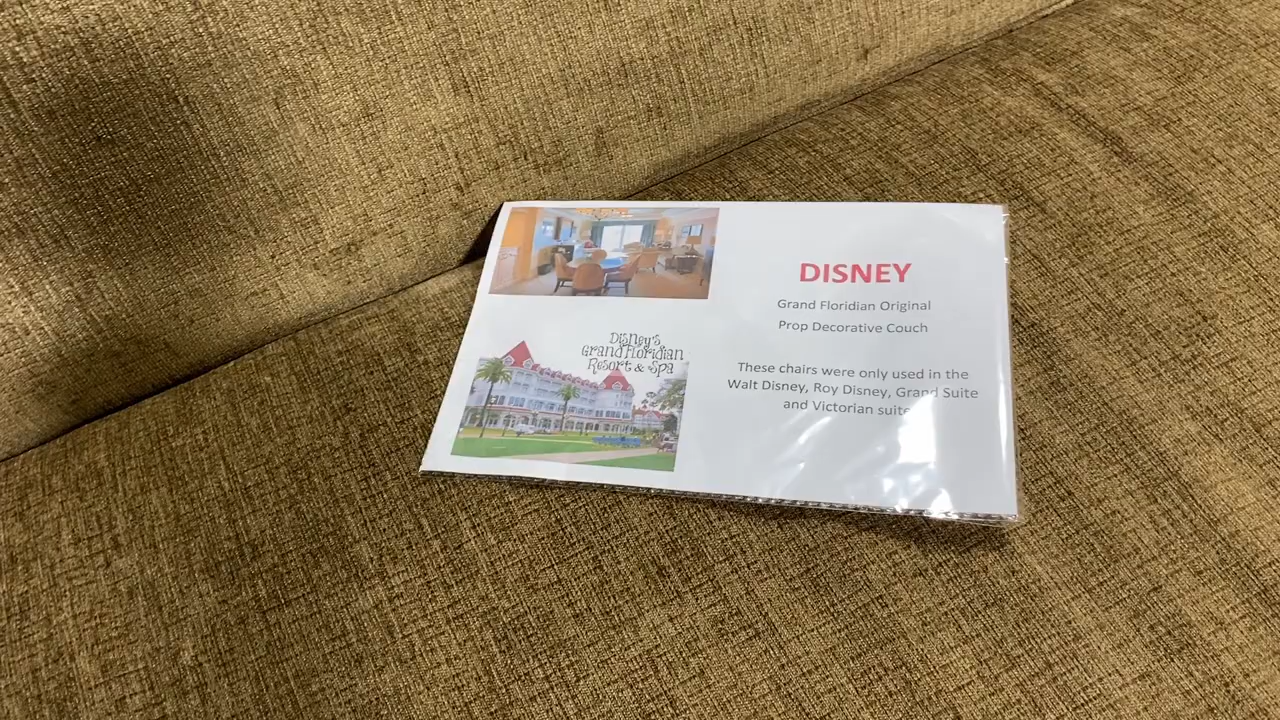 DISNEY
Grand Floridian Original
Prop Decorative Couch
These chairs were only used in the
Walt Disney, Roy Disney, Grand Suite
and Victorian suite
Disney's
Grand Floridian
Resort & Spa